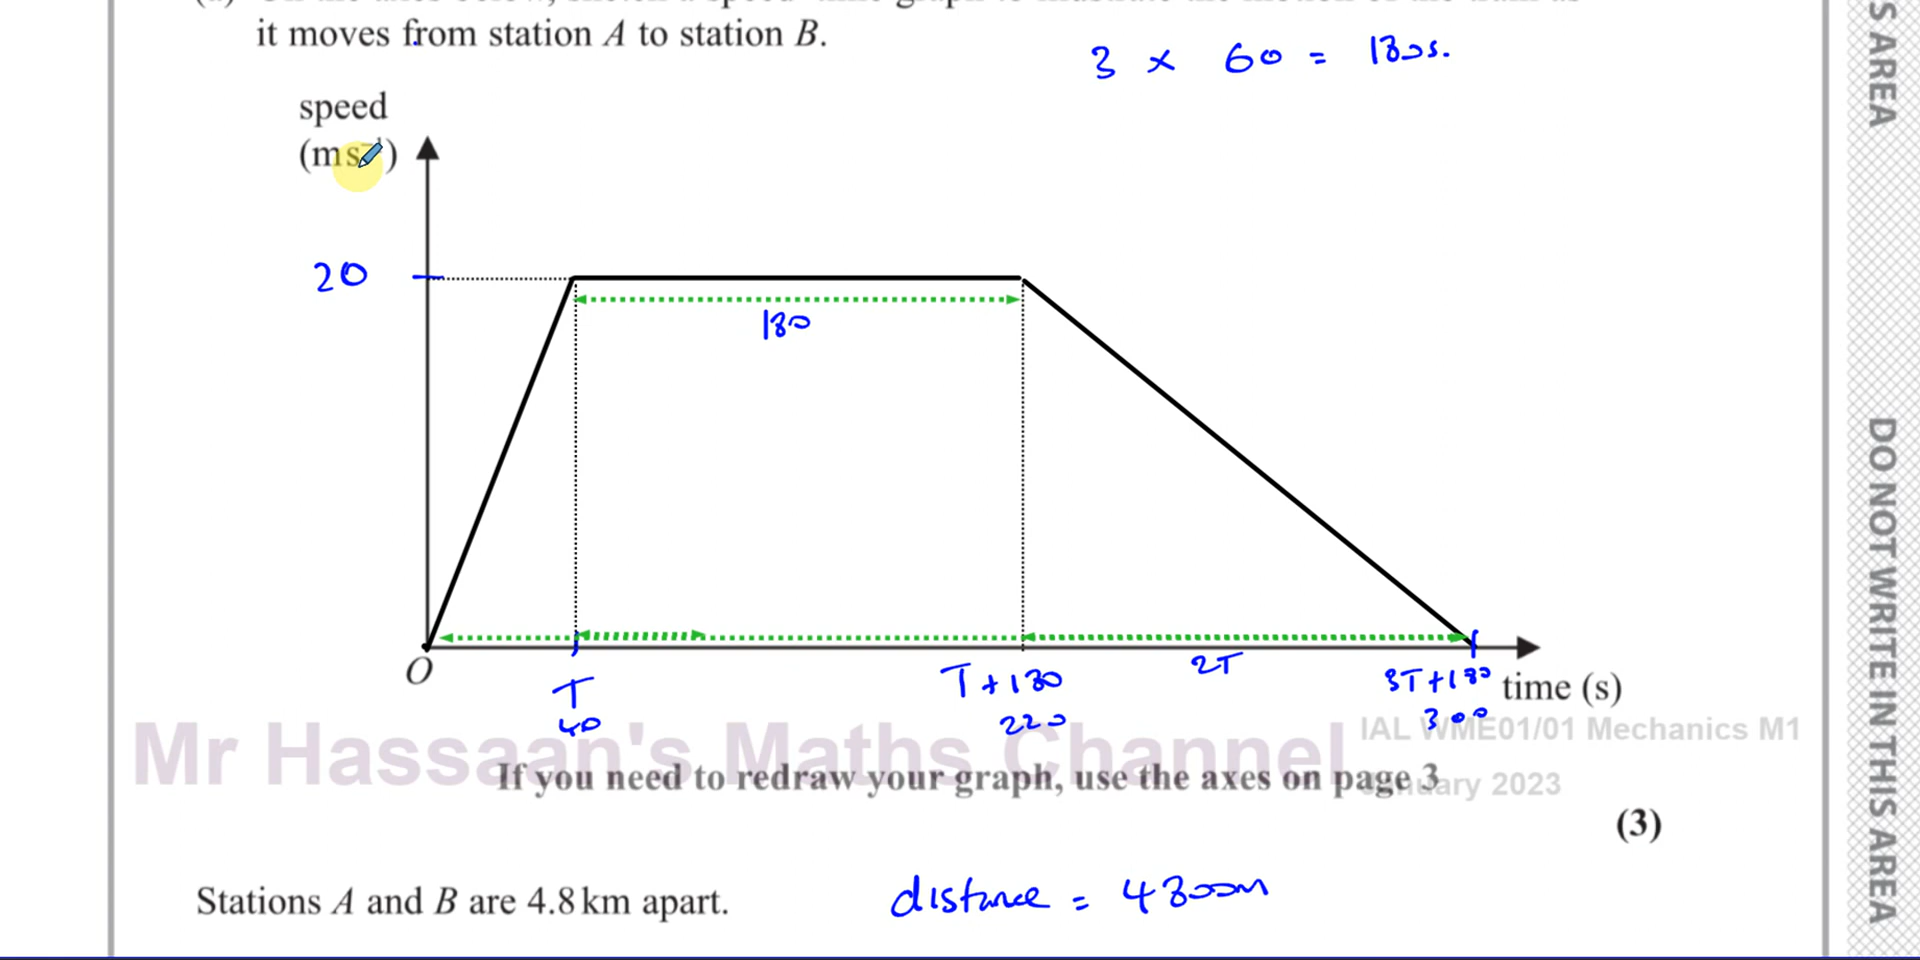 it moves from station A to station B.
3 × 60 = 180s.
speed
(m s⁻¹)
20
180
O
T
T+180
2T
3T+180
time (s)
40
220
300
Mr Hassaan's Maths Channel
IAL WME01/01 Mechanics M1
If you need to redraw your graph, use the axes on page 3
January 2023
(3)
Stations A and B are 4.8 km apart.
distance = 4800m
S AREA
DO NOT WRITE IN THIS AREA